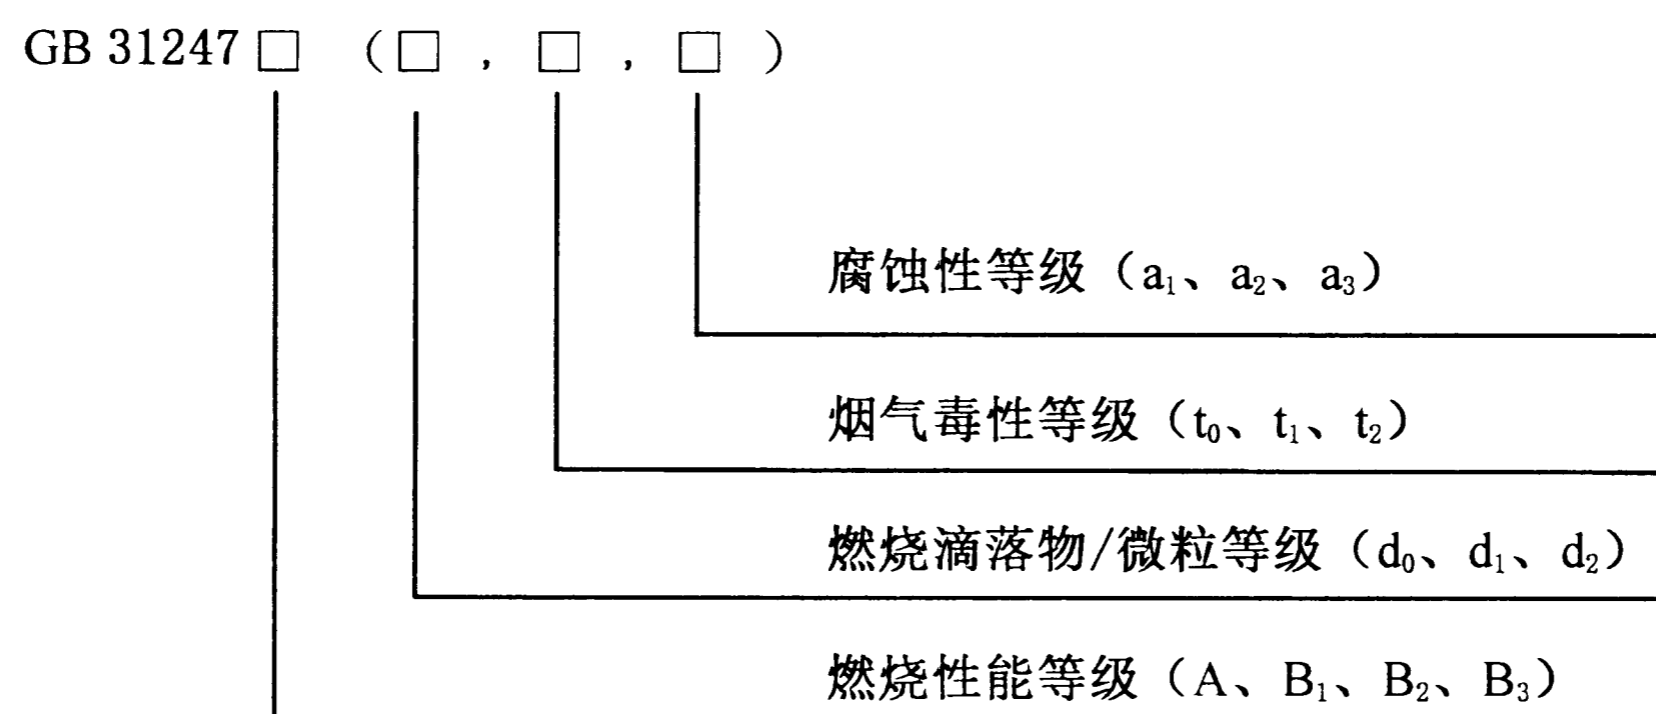 GB 31247 □ （□，□，□）
腐蚀性等级（a₁、a₂、a₃）
烟气毒性等级（t₀、t₁、t₂）
燃烧滴落物/微粒等级（d₀、d₁、d₂）
燃烧性能等级（A、B₁、B₂、B₃）